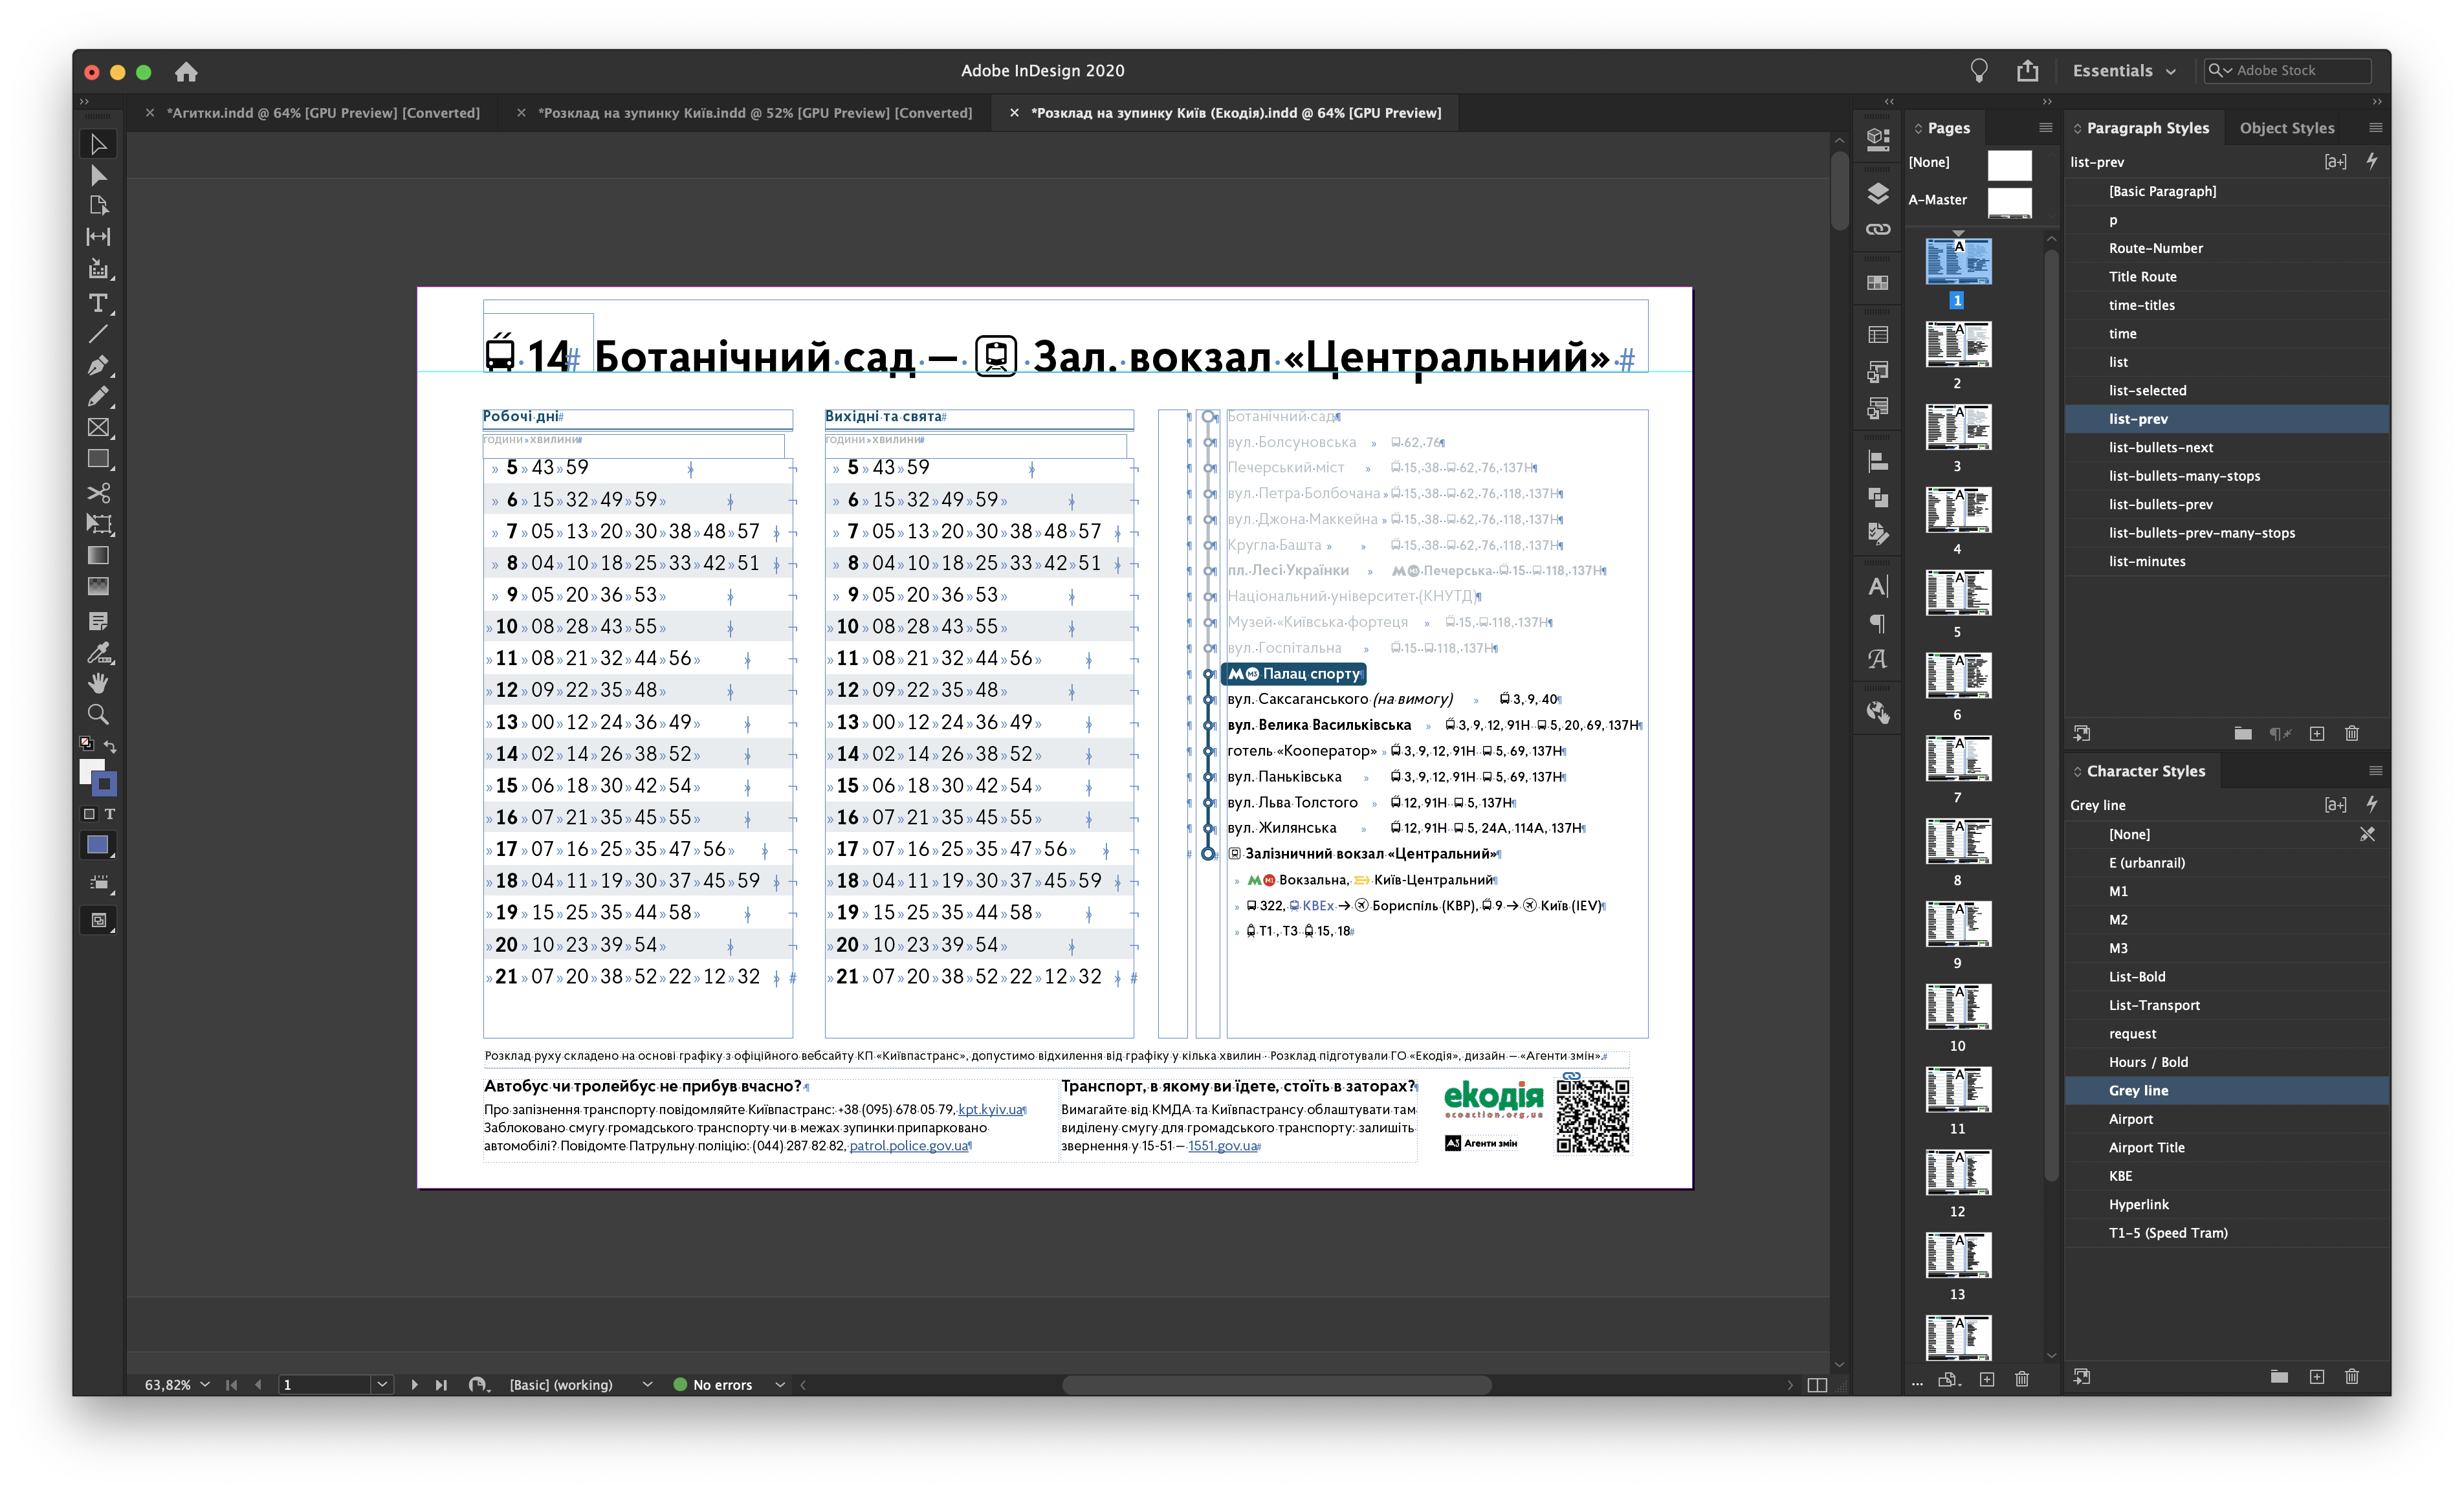 Adobe InDesign 2020
Essentials
Adobe Stock
*Агитки.indd @ 64% [GPU Preview] [Converted]
*Розклад на зупинку Київ.indd @ 52% [GPU Preview] [Converted]
*Розклад на зупинку Київ (Екодія).indd @ 64% [GPU Preview]
14 Ботанічний сад — Зал. вокзал «Центральний»
Робочі дні
години » хвилини
5 43 59
6 15 32 49 59
7 05 13 20 30 38 48 57
8 04 10 18 25 33 42 51
9 05 20 36 53
10 08 28 43 55
11 08 21 32 44 56
12 09 22 35 48
13 00 12 24 36 49
14 02 14 26 38 52
15 06 18 30 42 54
16 07 21 35 45 55
17 07 16 25 35 47 56
18 04 11 19 30 37 45 59
19 15 25 35 44 58
20 10 23 39 54
21 07 20 38 52 22 12 32
Вихідні та свята
години » хвилини
5 43 59
6 15 32 49 59
7 05 13 20 30 38 48 57
8 04 10 18 25 33 42 51
9 05 20 36 53
10 08 28 43 55
11 08 21 32 44 56
12 09 22 35 48
13 00 12 24 36 49
14 02 14 26 38 52
15 06 18 30 42 54
16 07 21 35 45 55
17 07 16 25 35 47 56
18 04 11 19 30 37 45 59
19 15 25 35 44 58
20 10 23 39 54
21 07 20 38 52 22 12 32
Ботанічний сад
вул. Болсуновська 62, 76
Печерський міст 15, 38 62, 76, 137Н
вул. Петра Болбочана 15, 38 62, 76, 118, 137Н
вул. Джона Маккейна 15, 38 62, 76, 118, 137Н
Кругла Башта 15, 38 62, 76, 118, 137Н
пл. Лесі Українки М3 Печерська 15 118, 137Н
Національний університет (КНУТД)
Музей «Київська фортеця 15, 118, 137Н
вул. Госпітальна 15 118, 137Н
М3 Палац спорту
вул. Саксаганського (на вимогу) 3, 9, 40
вул. Велика Васильківська 3, 9, 12, 91Н 5, 20, 69, 137Н
готель «Кооператор» 3, 9, 12, 91Н 5, 69, 137Н
вул. Паньківська 3, 9, 12, 91Н 5, 69, 137Н
вул. Льва Толстого 12, 91Н 5, 137Н
вул. Жилянська 12, 91Н 5, 24А, 114А, 137Н
Залізничний вокзал «Центральний»
М1 Вокзальна, Київ-Центральний
322, KBEx → Бориспіль (KBP), 9 → Київ (IEV)
Т1, Т3 15, 18
Розклад руху складено на основі графіку з офіційного вебсайту КП «Київпастранс», допустимо відхилення від графіку у кілька хвилин · Розклад підготували ГО «Екодія», дизайн — «Агенти змін».
Автобус чи тролейбус не прибув вчасно?
Про запізнення транспорту повідомляйте Київпастранс: +38 (095) 678 05 79, kpt.kyiv.ua
Заблоковано смугу громадського транспорту чи в межах зупинки припарковано
автомобілі? Повідомте Патрульну поліцію: (044) 287 82 82, patrol.police.gov.ua
Транспорт, в якому ви їдете, стоїть в заторах?
Вимагайте від КМДА та Київпастрансу облаштувати там
виділену смугу для громадського транспорту: залишіть
звернення у 15-51 — 1551.gov.ua
екодія
ecoaction.org.ua
АЗ Агенти змін
63,82%
1
[Basic] (working)
No errors
Pages
[None]
A-Master
1
2
3
4
5
6
7
8
9
10
11
12
13
Paragraph Styles
Object Styles
list-prev
[Basic Paragraph]
p
Route-Number
Title Route
time-titles
time
list
list-selected
list-prev
list-bullets-next
list-bullets-many-stops
list-bullets-prev
list-bullets-prev-many-stops
list-minutes
Character Styles
Grey line
[None]
E (urbanrail)
M1
M2
M3
List-Bold
List-Transport
request
Hours / Bold
Grey line
Airport
Airport Title
KBE
Hyperlink
T1-5 (Speed Tram)